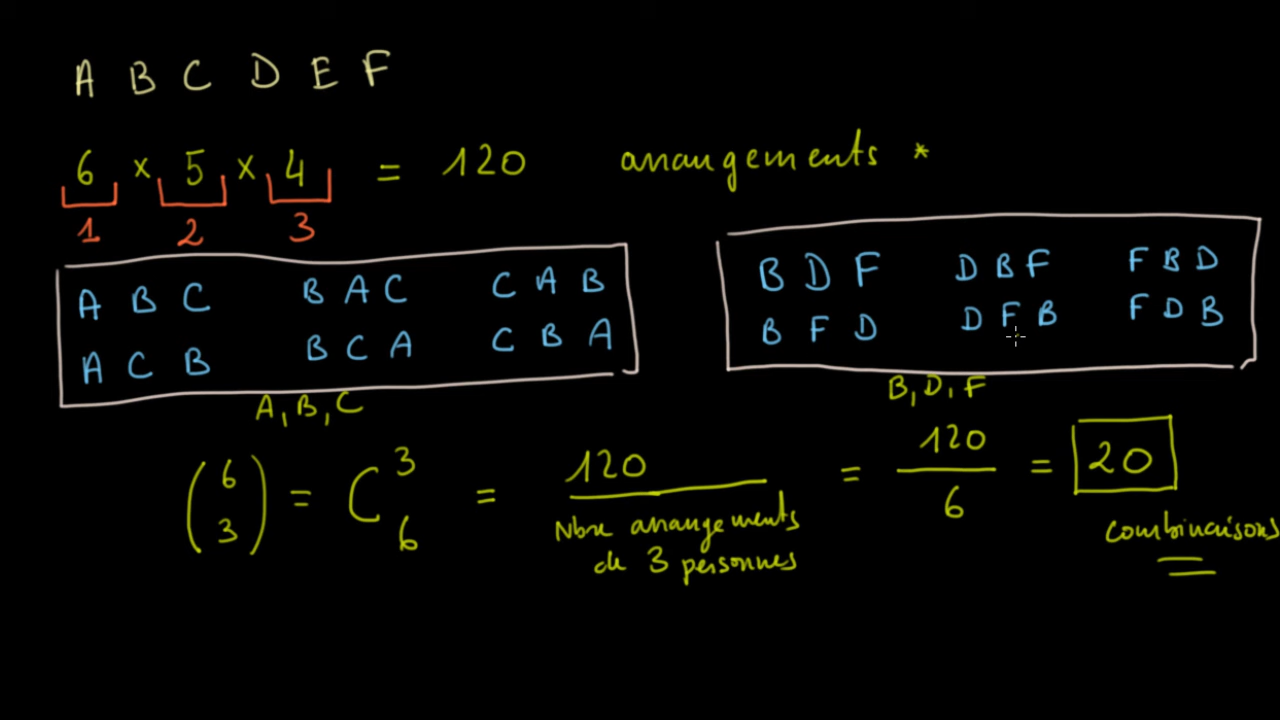 A B C D E F
6 × 5 × 4 = 120 arrangements *
1 2 3
A B C B A C C A B
A C B B C A C B A
A, B, C
B D F D B F F B D
B F D D F B F D B
B, D, F
(6 3) = C 3 6 = 120 / Nbre arrangements de 3 personnes = 120 / 6 = 20
combinaisons